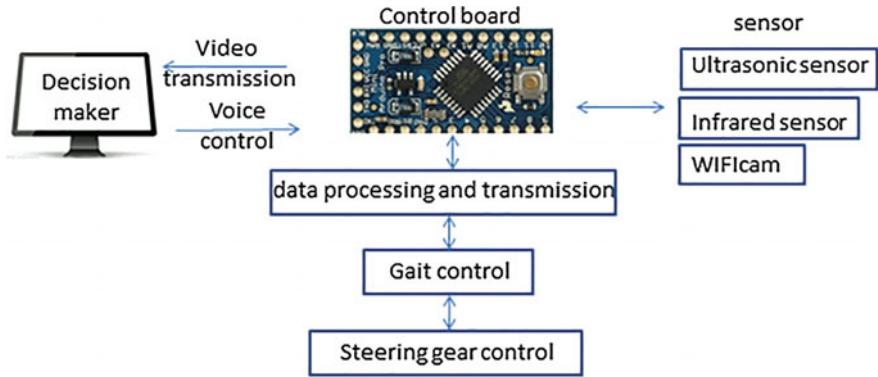 Control board
sensor
Video
transmission
Decision
maker
Voice
control
Ultrasonic sensor
Infrared sensor
WIFIcam
data processing and transmission
Gait control
Steering gear control